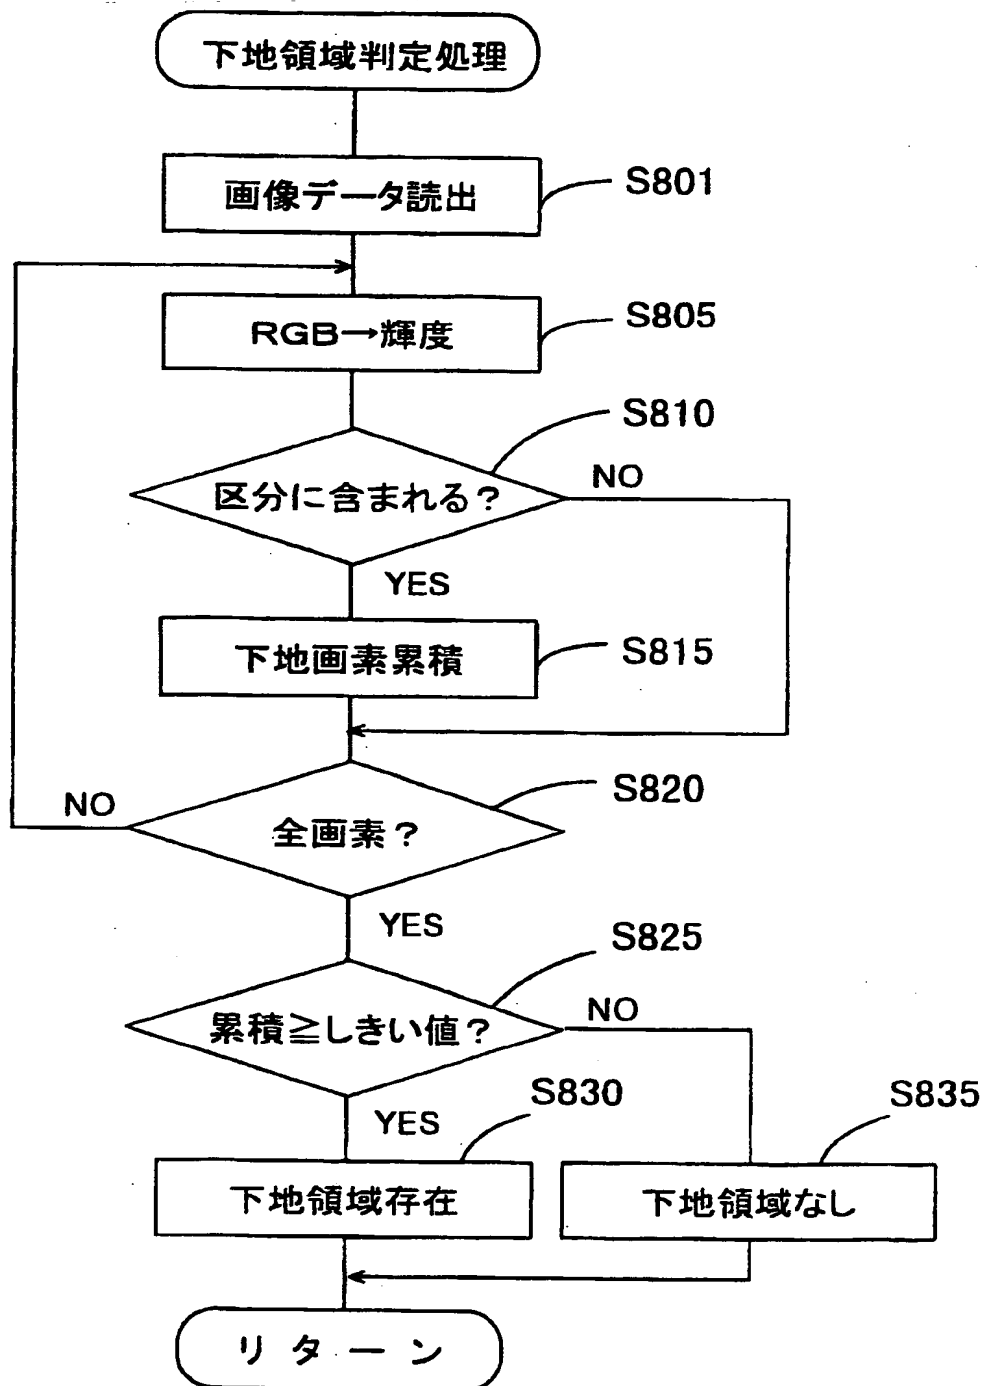 下地領域判定処理
画像データ読出
S801
RGB→輝度
S805
S810
区分に含まれる？
NO
YES
下地画素累積
S815
S820
NO
全画素？
YES
S825
累積≧しきい値？
NO
YES
S830
S835
下地領域存在
下地領域なし
リターン